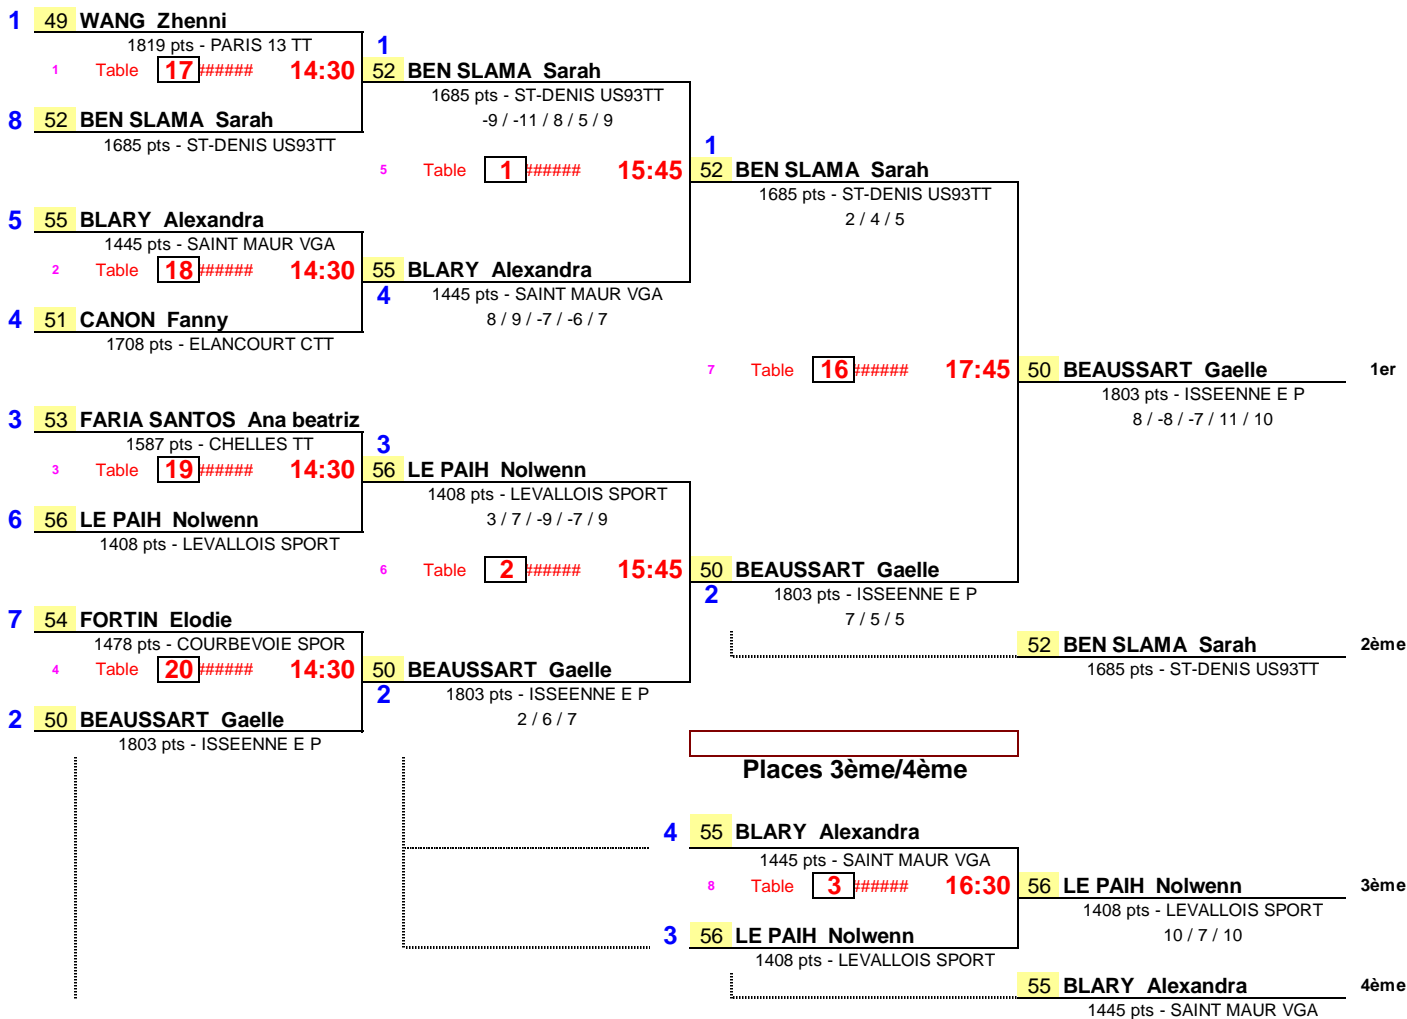 1 49 WANG Zhenni
1819 pts - PARIS 13 TT
1 Table 17 ###### 14:30
8 52 BEN SLAMA Sarah
1685 pts - ST-DENIS US93TT
5 55 BLARY Alexandra
1445 pts - SAINT MAUR VGA
2 Table 18 ###### 14:30
4 51 CANON Fanny
1708 pts - ELANCOURT CTT
3 53 FARIA SANTOS Ana beatriz
1587 pts - CHELLES TT
3 Table 19 ###### 14:30
6 56 LE PAIH Nolwenn
1408 pts - LEVALLOIS SPORT
7 54 FORTIN Elodie
1478 pts - COURBEVOIE SPOR
4 Table 20 ###### 14:30
2 50 BEAUSSART Gaelle
1803 pts - ISSEENNE E P
1
52 BEN SLAMA Sarah
1685 pts - ST-DENIS US93TT
-9 / -11 / 8 / 5 / 9
5 Table 1 ###### 15:45
55 BLARY Alexandra
4 1445 pts - SAINT MAUR VGA
8 / 9 / -7 / -6 / 7
3
56 LE PAIH Nolwenn
1408 pts - LEVALLOIS SPORT
3 / 7 / -9 / -7 / 9
6 Table 2 ###### 15:45
50 BEAUSSART Gaelle
2 1803 pts - ISSEENNE E P
2 / 6 / 7
1
52 BEN SLAMA Sarah
1685 pts - ST-DENIS US93TT
2 / 4 / 5
7 Table 16 ###### 17:45
50 BEAUSSART Gaelle
2 1803 pts - ISSEENNE E P
7 / 5 / 5
50 BEAUSSART Gaelle 1er
1803 pts - ISSEENNE E P
8 / -8 / -7 / 11 / 10
52 BEN SLAMA Sarah 2ème
1685 pts - ST-DENIS US93TT
Places 3ème/4ème
4 55 BLARY Alexandra
1445 pts - SAINT MAUR VGA
8 Table 3 ###### 16:30
3 56 LE PAIH Nolwenn
1408 pts - LEVALLOIS SPORT
56 LE PAIH Nolwenn 3ème
1408 pts - LEVALLOIS SPORT
10 / 7 / 10
55 BLARY Alexandra 4ème
1445 pts - SAINT MAUR VGA